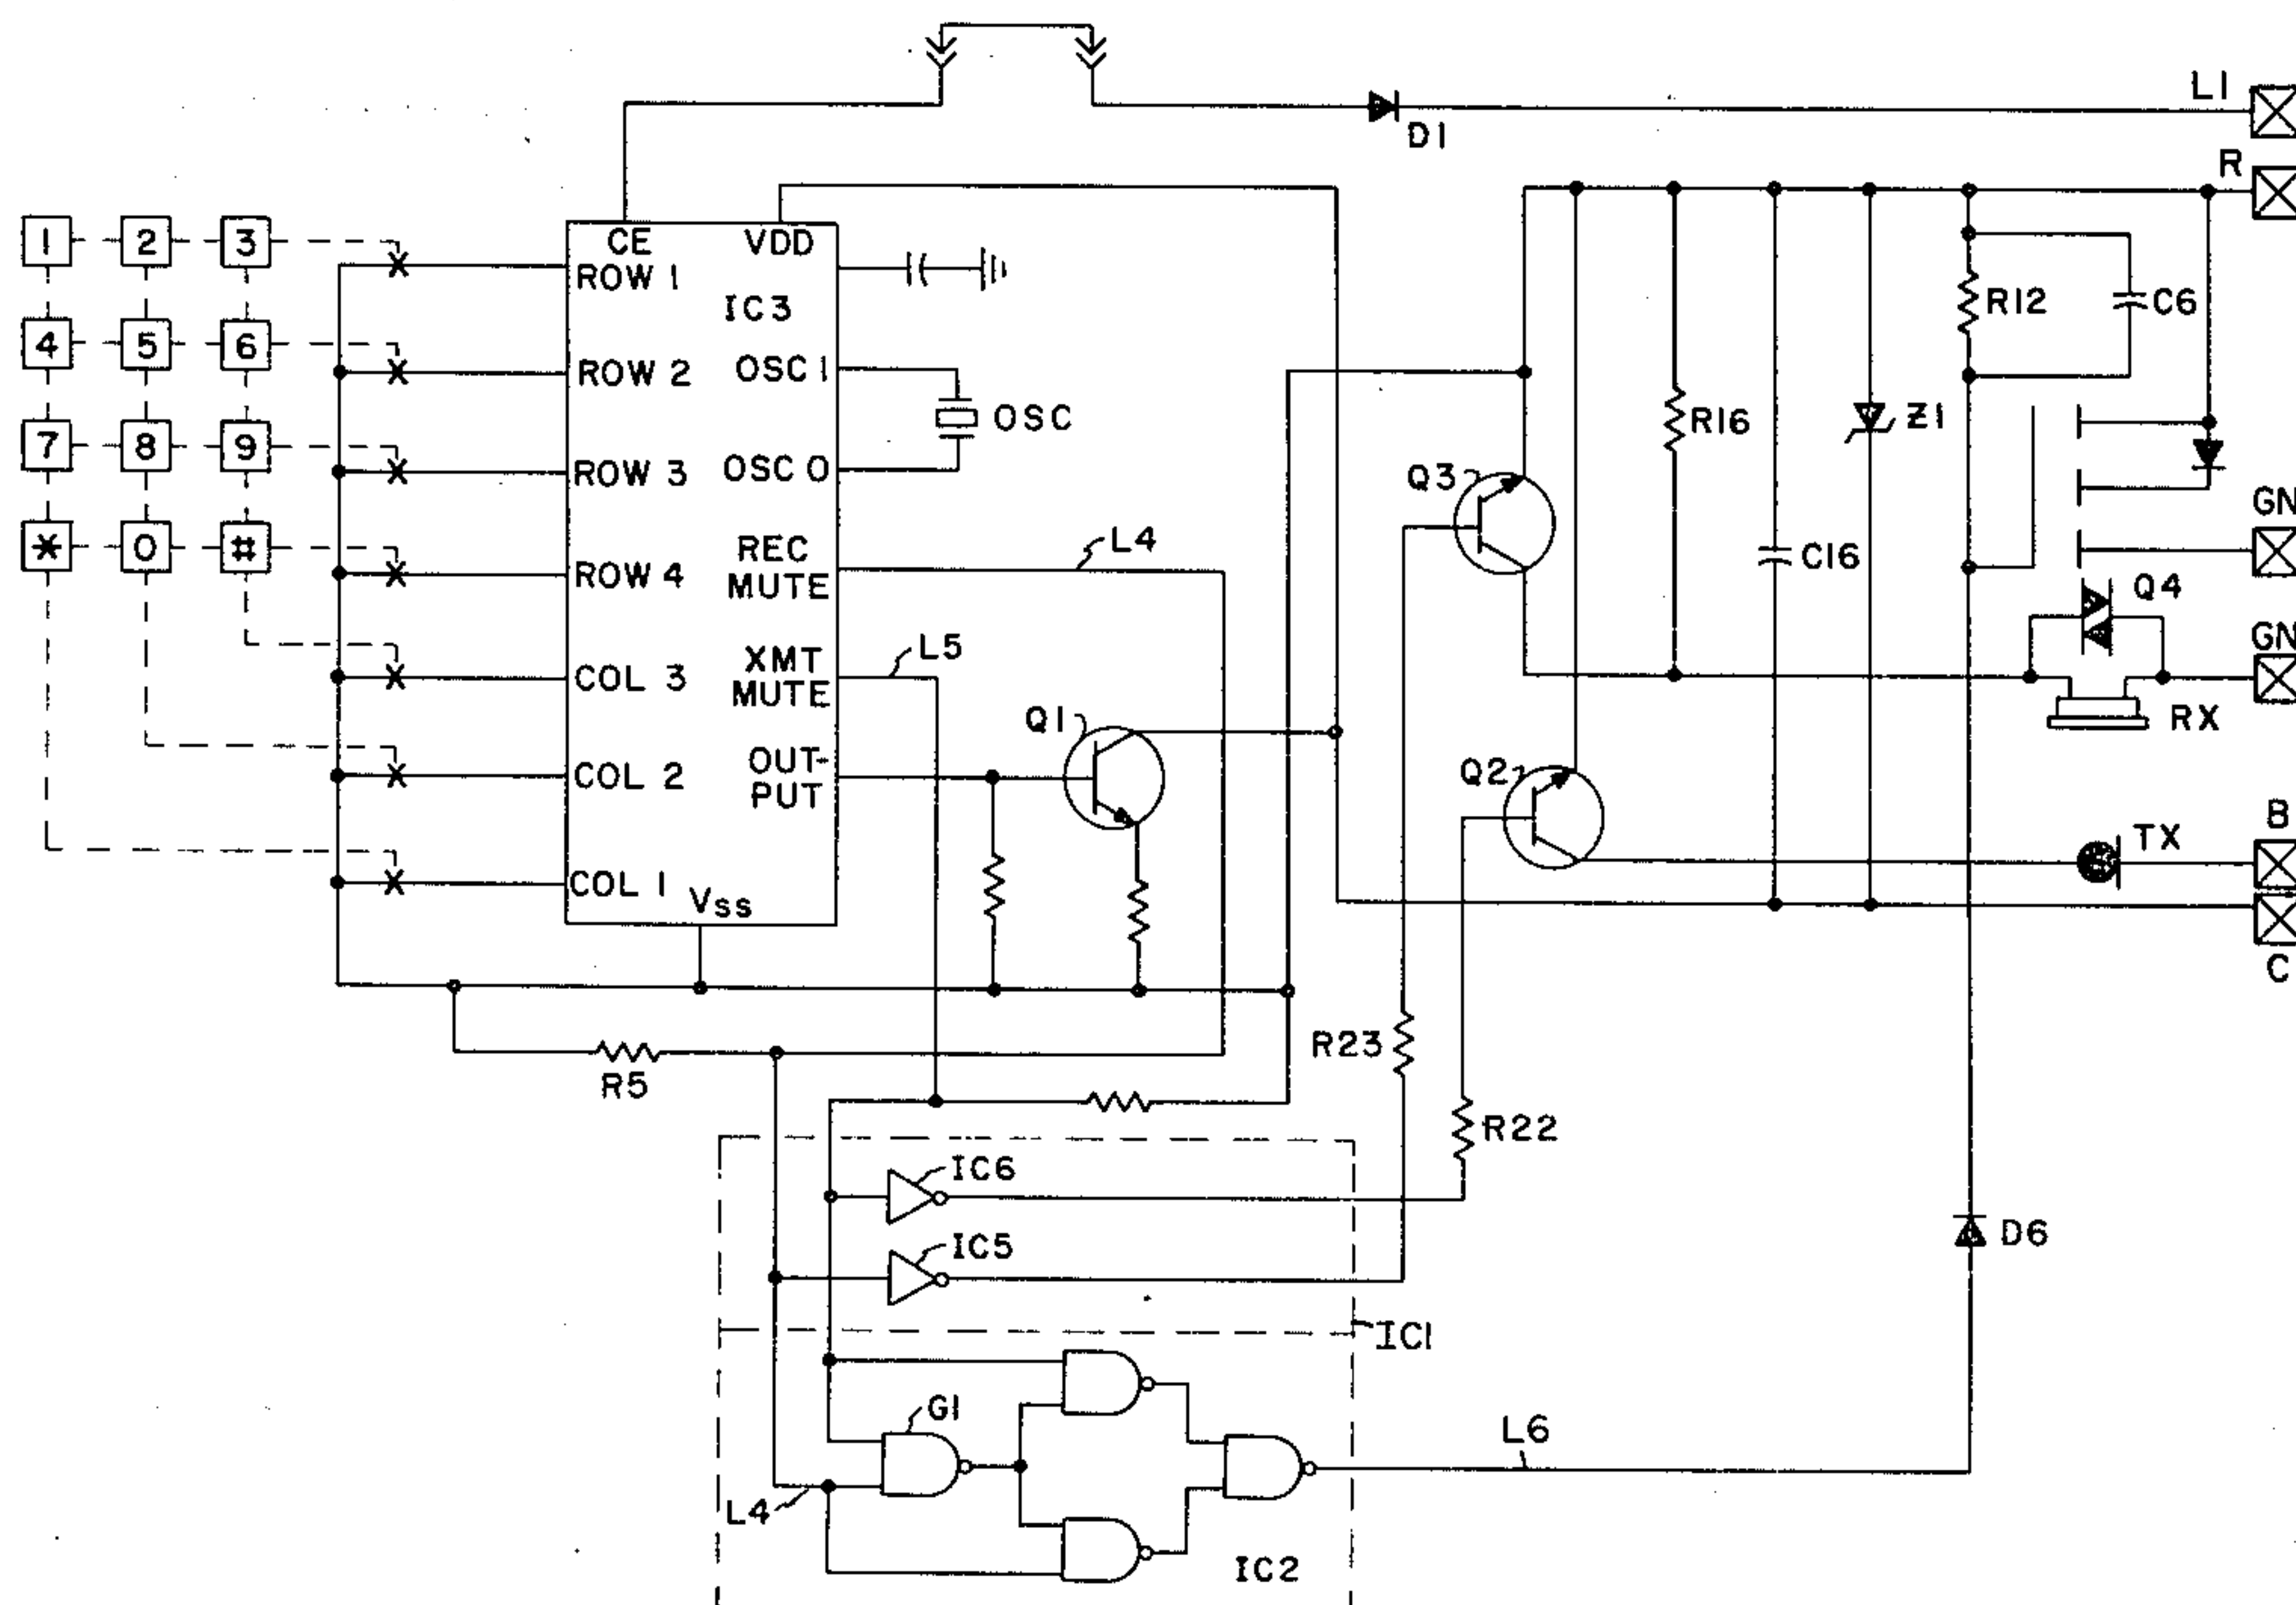 L1
D1
R
1 2 3
CE VDD
ROW 1
IC3
R12 C6
4 5 6
ROW 2 OSC 1
OSC
R16 Z1
7 8 9
ROW 3 OSC 0
Q3
GN
* 0 #
ROW 4
REC MUTE
L4
C16
Q4
GN
COL 3
XMT MUTE
L5
RX
Q1
COL 2
OUT-
PUT
Q2
TX
B
COL 1
Vss
C
R23
R5
R22
IC6
IC5
D6
IC1
G1
L6
L4
IC2